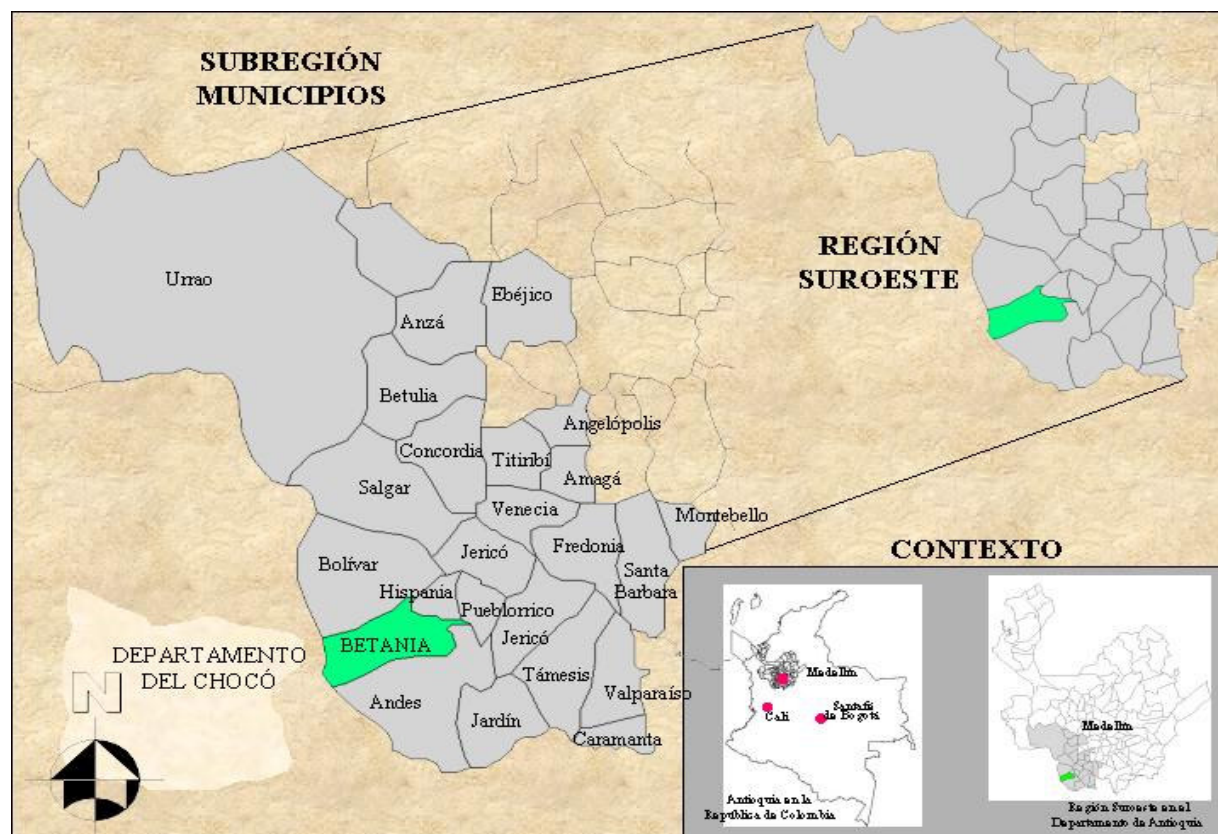 SUBREGIÓN
MUNICIPIOS
REGIÓN
SUROESTE
Urrao
Ebéjico
Anzá
Betulia
Angelópolis
Concordia
Titiribí
Amagá
Salgar
Venecia
Montebello
Jericó
Fredonia
Bolívar
Santa
Barbara
Hispania
Pueblorrico
BETANIA
Jericó
Támesis
Valparaíso
Andes
Jardín
Caramanta
DEPARTAMENTO
DEL CHOCÓ
N
CONTEXTO
Medellín
Cali
Santafé
de Bogotá
Antioquia en la
República de Colombia
Medellín
Región Suroeste en el
Departamento de Antioquia